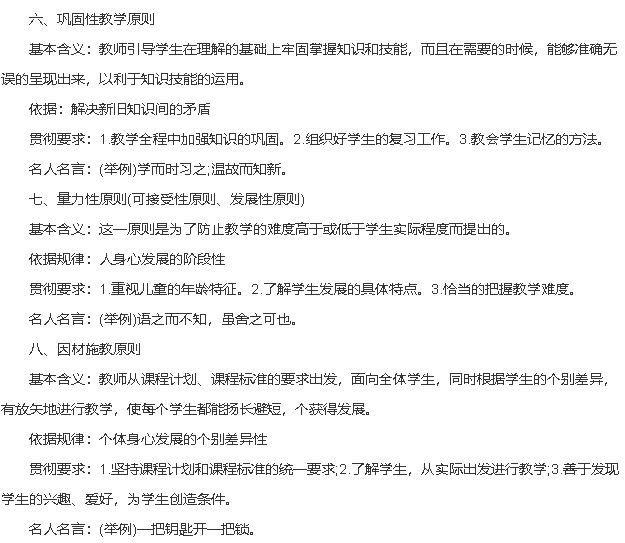 六、巩固性教学原则
基本含义：教师引导学生在理解的基础上牢固掌握知识和技能，而且在需要的时候，能够准确无
误的呈现出来，以利于知识技能的运用。
依据：解决新旧知识间的矛盾
贯彻要求：1.教学全程中加强知识的巩固。2.组织好学生的复习工作。3.教会学生记忆的方法。
名人名言：(举例)学而时习之;温故而知新。
七、量力性原则(可接受性原则、发展性原则)
基本含义：这一原则是为了防止教学的难度高于或低于学生实际程度而提出的。
依据规律：人身心发展的阶段性
贯彻要求：1.重视儿童的年龄特征。2.了解学生发展的具体特点。3.恰当的把握教学难度。
名人名言：(举例)语之而不知，虽舍之可也。
八、因材施教原则
基本含义：教师从课程计划、课程标准的要求出发，面向全体学生，同时根据学生的个别差异，
有放矢地进行教学，使每个学生都能扬长避短，个获得发展。
依据规律：个体身心发展的个别差异性
贯彻要求：1.坚持课程计划和课程标准的统一要求;2.了解学生，从实际出发进行教学;3.善于发现
学生的兴趣、爱好，为学生创造条件。
名人名言：(举例)一把钥匙开一把锁。